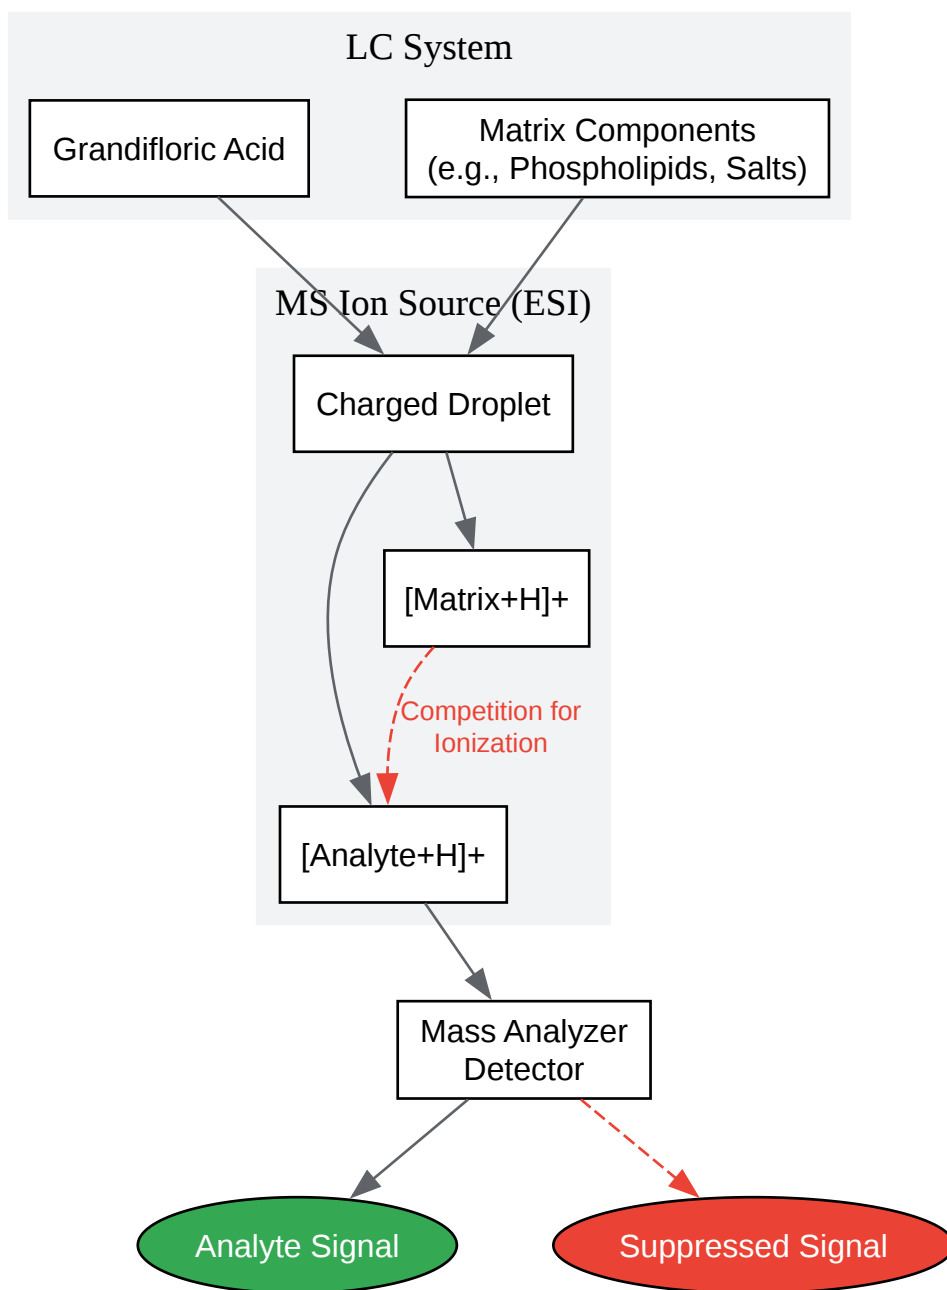 LC System
Grandifloric Acid
Matrix Components
(e.g., Phospholipids, Salts)
MS Ion Source (ESI)
Charged Droplet
[Matrix+H]+
Competition for
Ionization
[Analyte+H]+
Mass Analyzer
Detector
Analyte Signal
Suppressed Signal